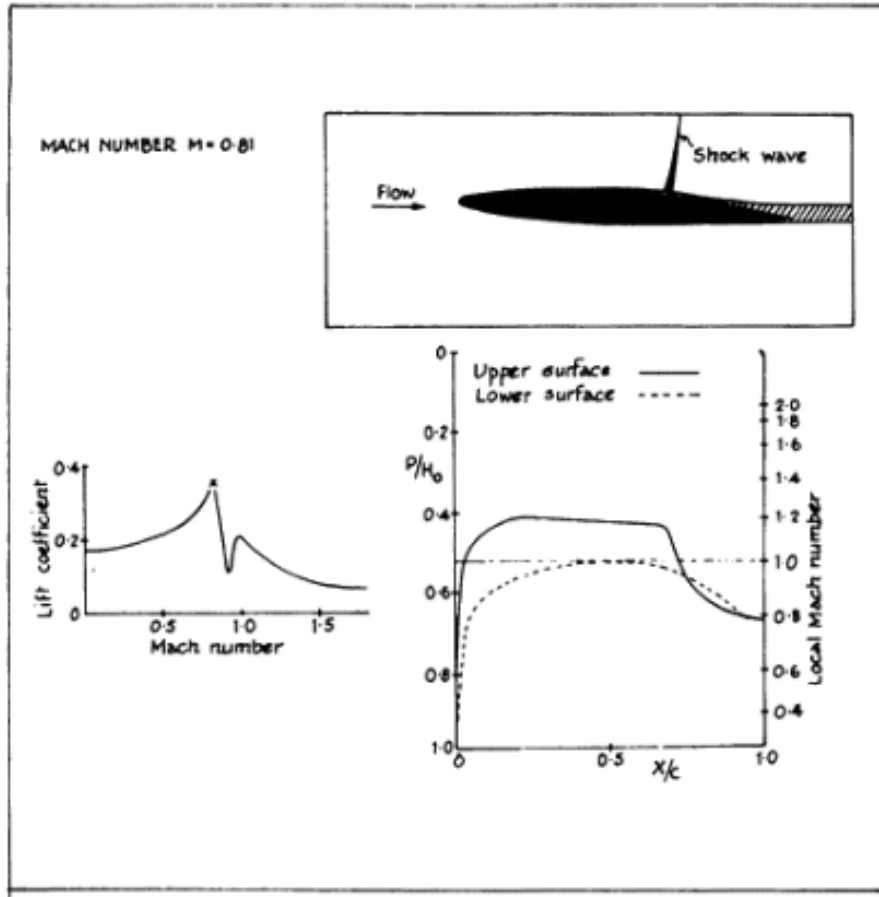 MACH NUMBER M = 0·81
Flow
Shock wave
Lift coefficient
0·4
0·2
0
0·5
1·0
1·5
Mach number
Upper surface
Lower surface
P/H₀
0
0·2
0·4
0·6
0·8
1·0
0
0·5
1·0
X/c
2·0
1·8
1·6
1·4
1·2
1·0
0·8
0·6
0·4
Local Mach number